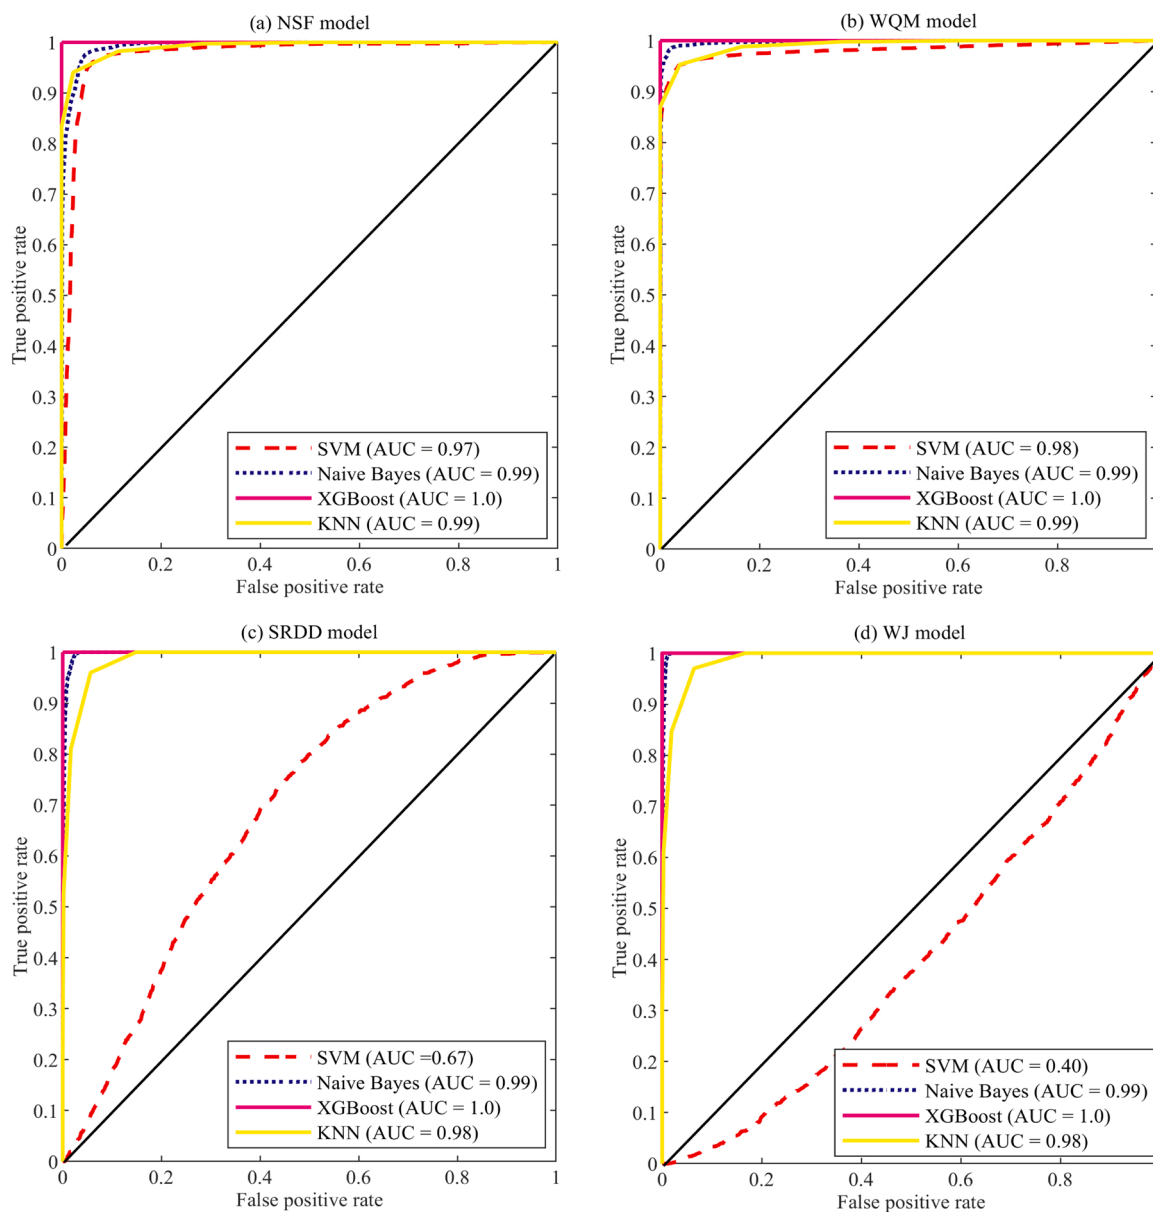 (a) NSF model
1
0.9
0.8
0.7
0.6
0.5
0.4
0.3
0.2
0.1
0
True positive rate
SVM (AUC = 0.97)
Naive Bayes (AUC = 0.99)
XGBoost (AUC = 1.0)
KNN (AUC = 0.99)
0 0.2 0.4 0.6 0.8 1
False positive rate
(b) WQM model
1
0.9
0.8
0.7
0.6
0.5
0.4
0.3
0.2
0.1
0
True positive rate
SVM (AUC = 0.98)
Naive Bayes (AUC = 0.99)
XGBoost (AUC = 1.0)
KNN (AUC = 0.99)
0 0.2 0.4 0.6 0.8
False positive rate
(c) SRDD model
1
0.9
0.8
0.7
0.6
0.5
0.4
0.3
0.2
0.1
0
True positive rate
SVM (AUC =0.67)
Naive Bayes (AUC = 0.99)
XGBoost (AUC = 1.0)
KNN (AUC = 0.98)
0 0.2 0.4 0.6 0.8 1
False positive rate
(d) WJ model
1
0.9
0.8
0.7
0.6
0.5
0.4
0.3
0.2
0.1
0
True positive rate
SVM (AUC = 0.40)
Naive Bayes (AUC = 0.99)
XGBoost (AUC = 1.0)
KNN (AUC = 0.98)
0 0.2 0.4 0.6 0.8
False positive rate